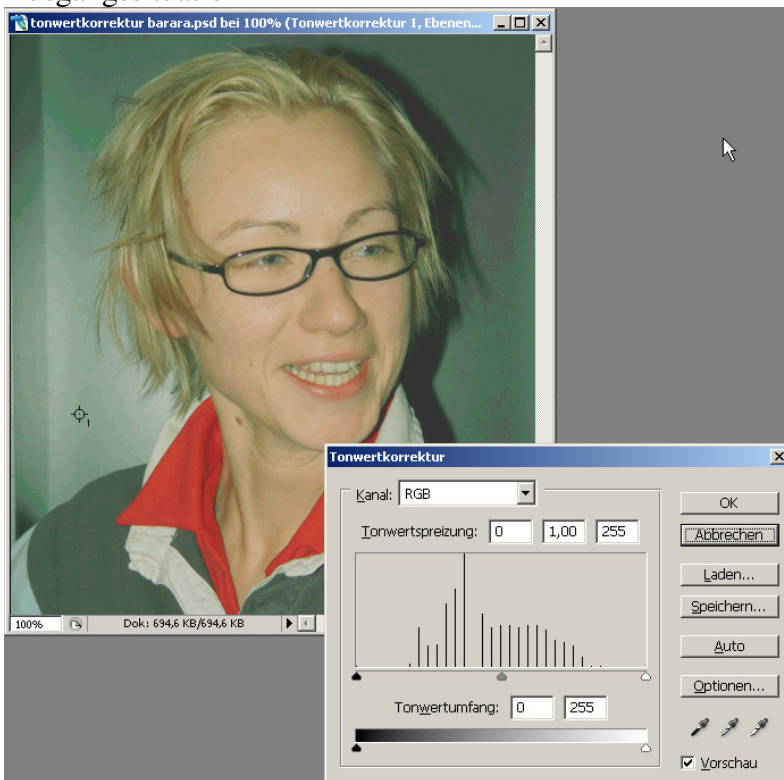 tonwertkorrektur barara.psd bei 100% (Tonwertkorrektur 1, Ebenen...
1
100% Dok: 694,6 KB/694,6 KB
Tonwertkorrektur
Kanal: RGB
OK
Tonwertspreizung: 0 1,00 255
Abbrechen
Laden...
Speichern...
Auto
Optionen...
Tonwertumfang: 0 255
Vorschau